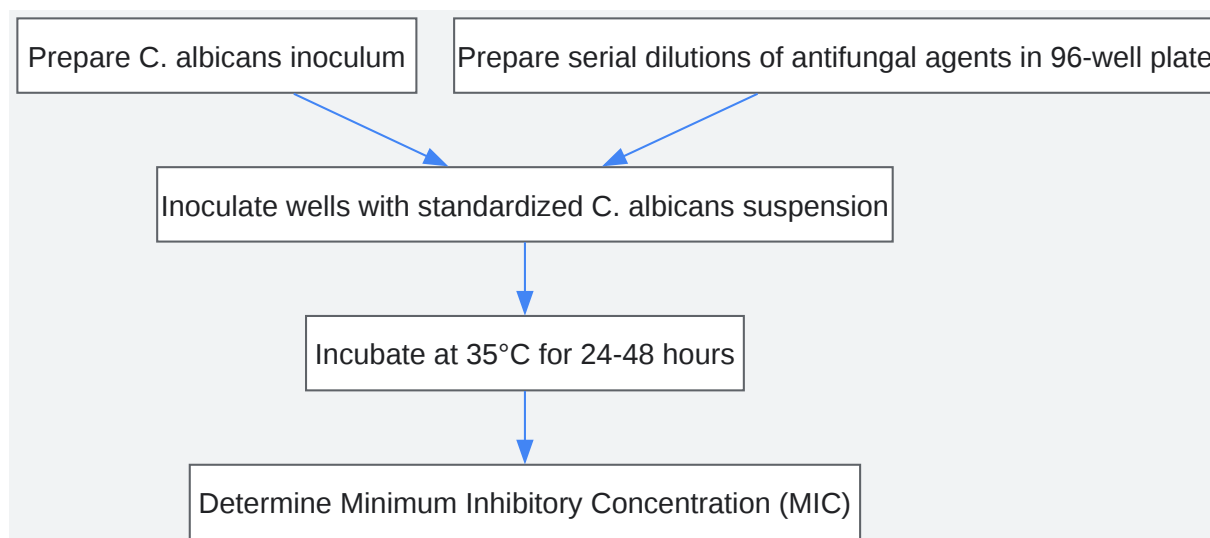 Prepare C. albicans inoculum
Prepare serial dilutions of antifungal agents in 96-well plate
Inoculate wells with standardized C. albicans suspension
Incubate at 35°C for 24-48 hours
Determine Minimum Inhibitory Concentration (MIC)